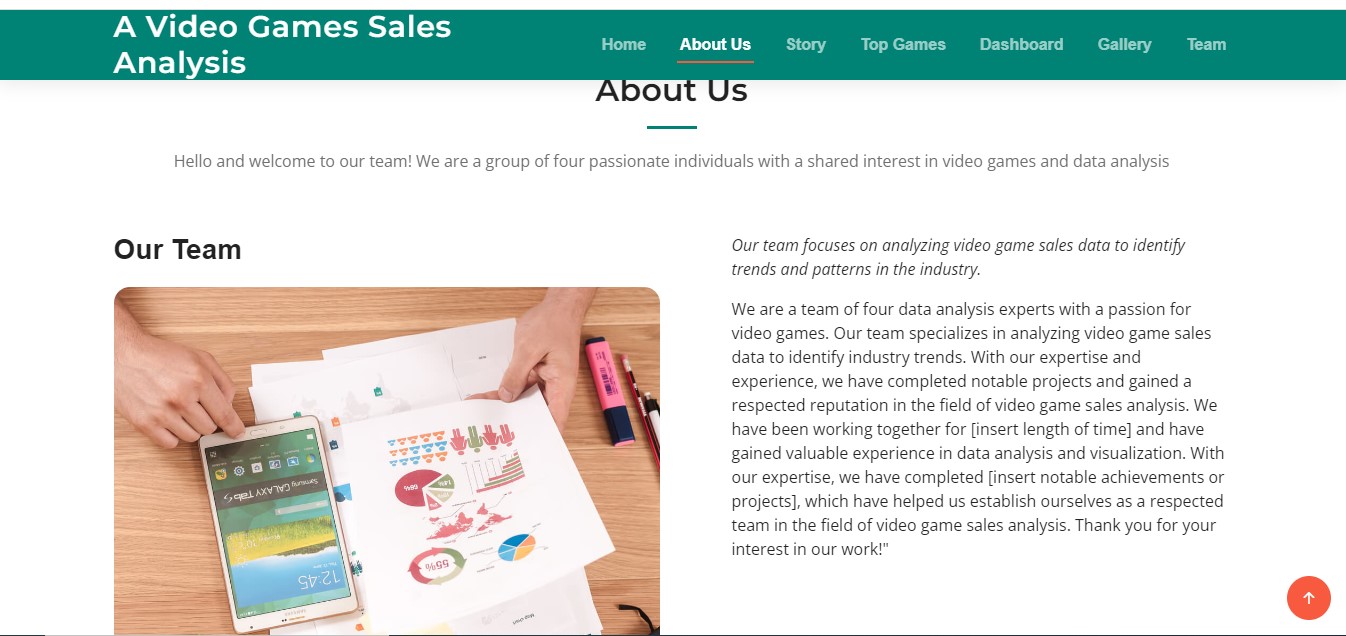 A Video Games Sales
Analysis
Home About Us Story Top Games Dashboard Gallery Team
About Us
Hello and welcome to our team! We are a group of four passionate individuals with a shared interest in video games and data analysis
Our Team
Our team focuses on analyzing video game sales data to identify
trends and patterns in the industry.
We are a team of four data analysis experts with a passion for
video games. Our team specializes in analyzing video game sales
data to identify industry trends. With our expertise and
experience, we have completed notable projects and gained a
respected reputation in the field of video game sales analysis. We
have been working together for [insert length of time] and have
gained valuable experience in data analysis and visualization. With
our expertise, we have completed [insert notable achievements or
projects], which have helped us establish ourselves as a respected
team in the field of video game sales analysis. Thank you for your
interest in our work!"
Samsung GALAXY Tab S
12:45
55%